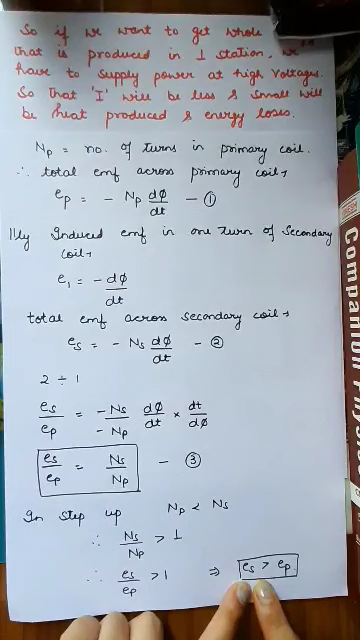 So if we want to get whole
that is produced in 1 station, we
have to supply power at high voltages.
So that 'I' will be less & small will
be heat produced & energy loses.
Np = no. of turns in primary coil.
∴ total emf across primary coil→
ep = - Np dφ/dt - ①
|||ly Induced emf in one turn of Secondary
coil→
e₁ = - dφ/dt
total emf across secondary coil→
es = - Ns dφ/dt - ②
2 ÷ 1
es/ep = -Ns/-Np dφ/dt × dt/dφ
es/ep = Ns/Np - ③
In step up Np < Ns
∴ Ns/Np > 1
∴ es/ep > 1 ⇒ es > ep
Companion Physics